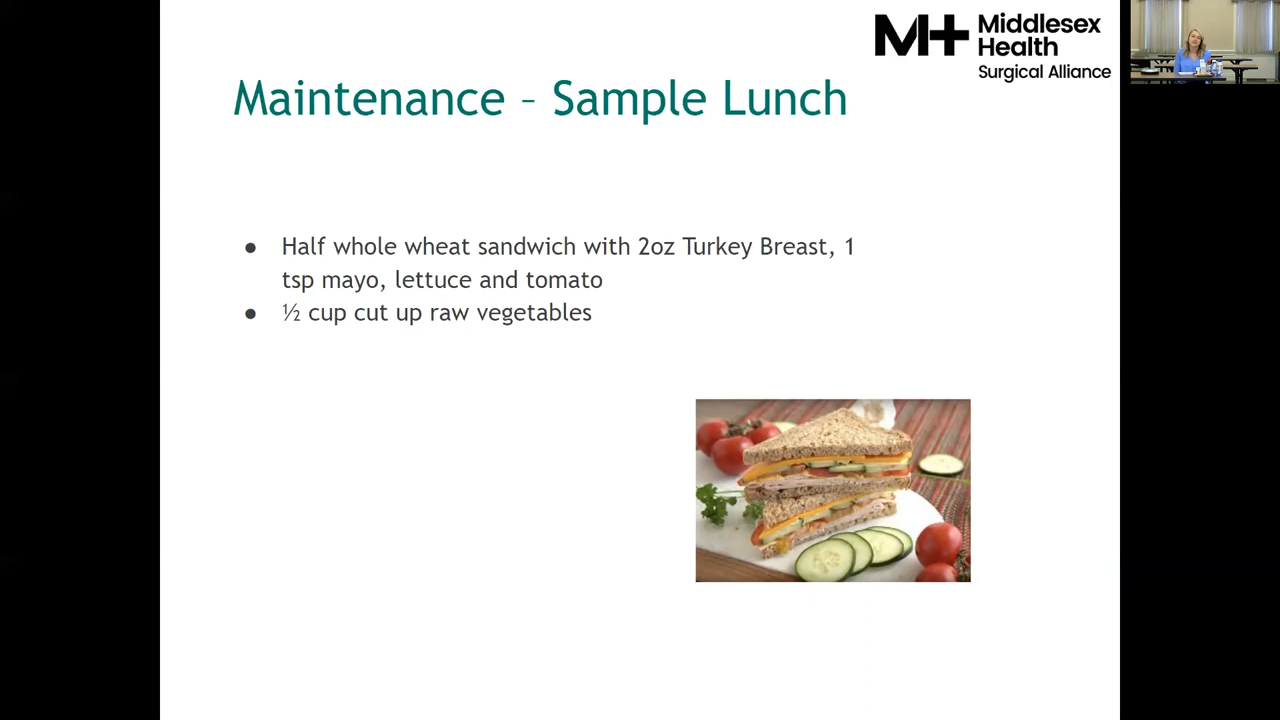 Middlesex
Health
Surgical Alliance
Maintenance – Sample Lunch
● Half whole wheat sandwich with 2oz Turkey Breast, 1
tsp mayo, lettuce and tomato
● ½ cup cut up raw vegetables